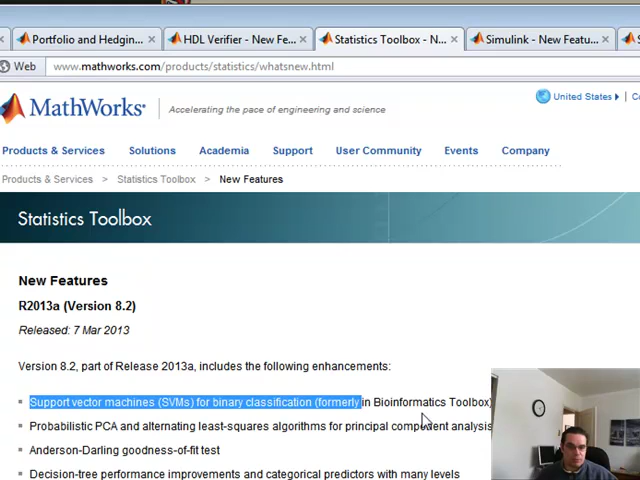 Portfolio and Hedgin... × HDL Verifier - New Fe... × Statistics Toolbox - N... × Simulink - New Featu... ×
Web www.mathworks.com/products/statistics/whatsnew.html
MathWorks® Accelerating the pace of engineering and science United States
Products & Services Solutions Academia Support User Community Events Company
Products & Services > Statistics Toolbox > New Features
Statistics Toolbox
New Features
R2013a (Version 8.2)
Released: 7 Mar 2013
Version 8.2, part of Release 2013a, includes the following enhancements:
Support vector machines (SVMs) for binary classification (formerly in Bioinformatics Toolbox)
Probabilistic PCA and alternating least-squares algorithms for principal component analysis
Anderson-Darling goodness-of-fit test
Decision-tree performance improvements and categorical predictors with many levels